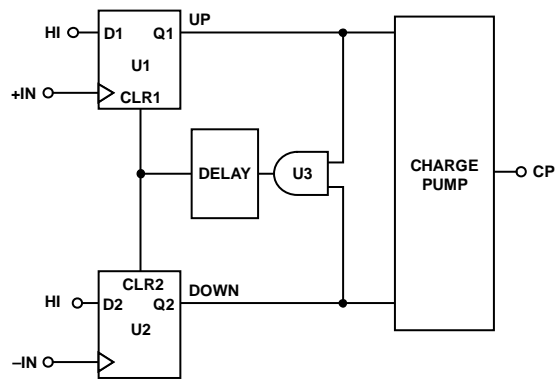 HI
D1
Q1
UP
U1
+IN
CLR1
DELAY
U3
CHARGE
PUMP
CP
CLR2
HI
D2
Q2
DOWN
U2
–IN